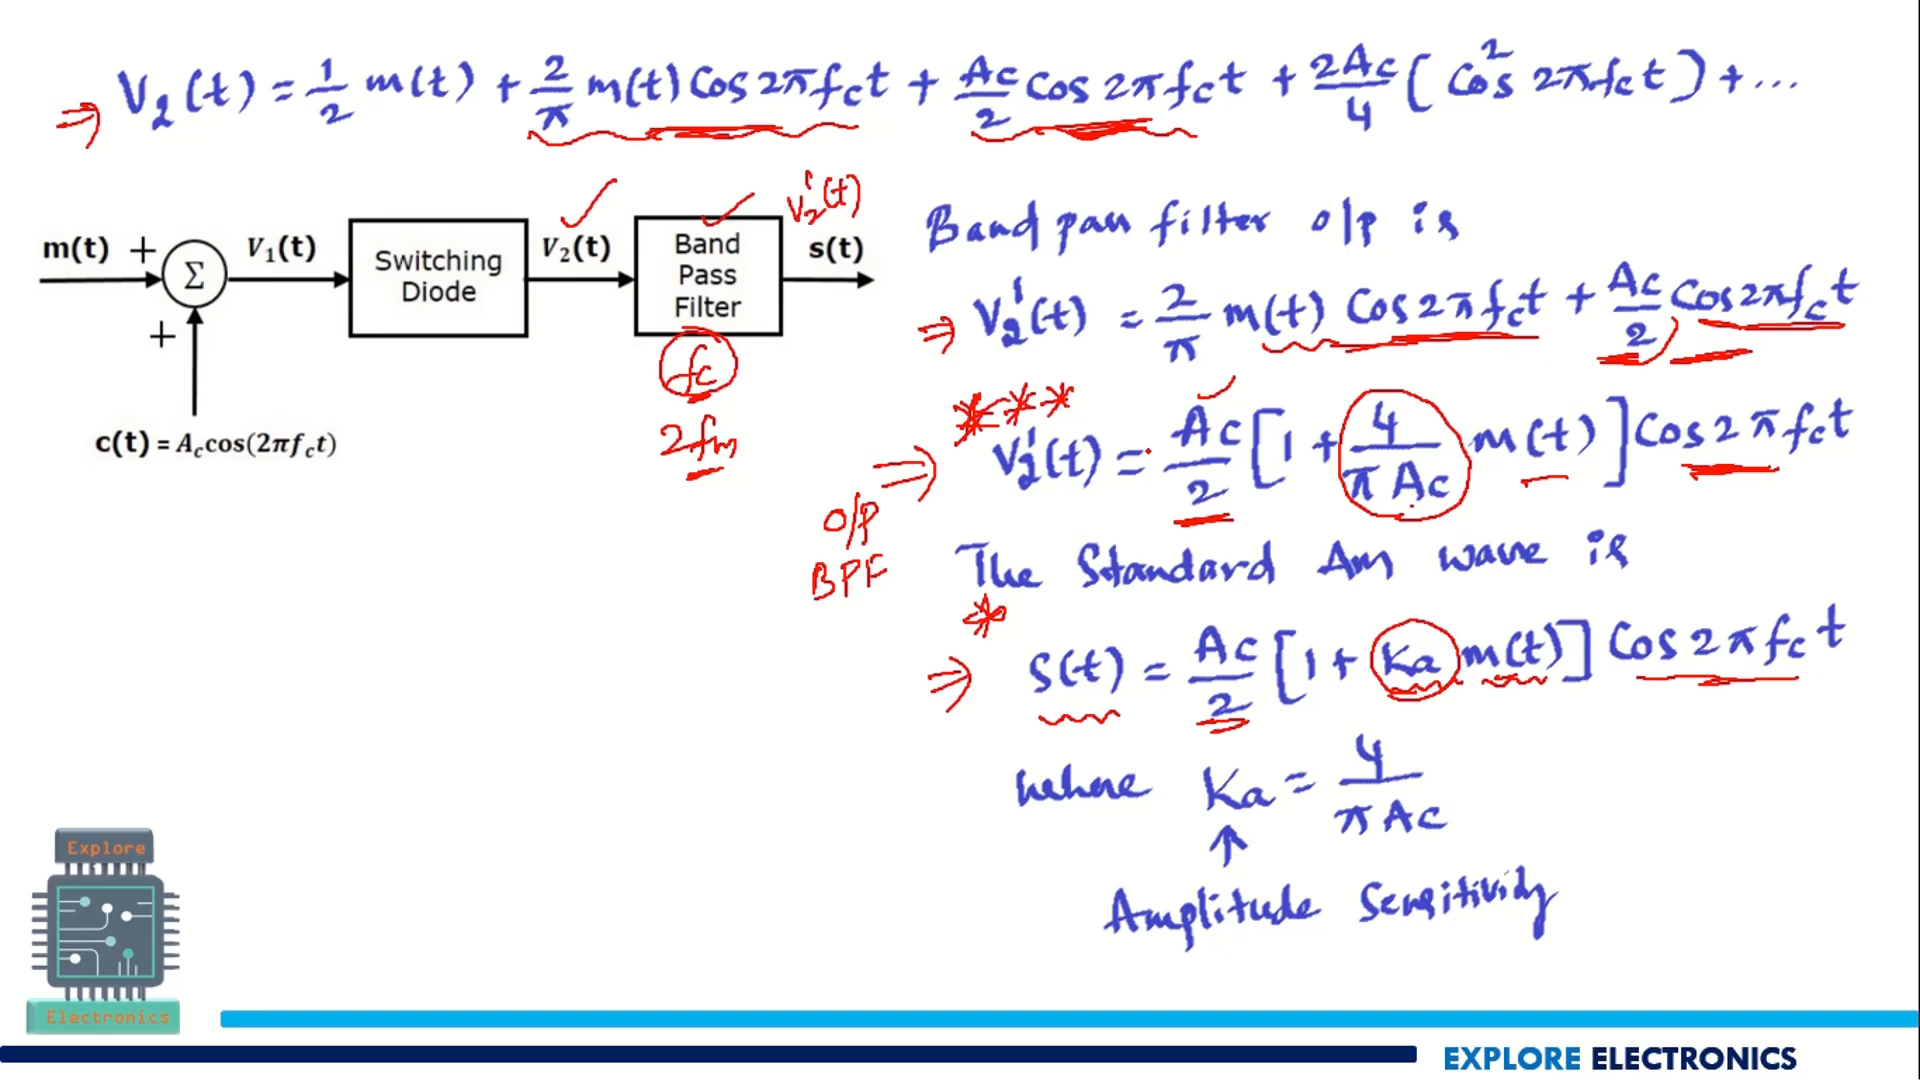 ⇒ V₂(t) = 1/2 m(t) + 2/π m(t) Cos 2πfct + Ac/2 Cos 2πfct + 2Ac/4 [ Cos² 2πfct ) + ...
m(t) + V₁(t) Switching Diode V₂(t) Band Pass Filter V₂'(t) s(t)
Σ
+
fc
2fm
c(t) = A꜀cos(2πf꜀t)
Band pass filter o/p is
⇒ V₂'(t) = 2/π m(t) Cos 2πfct + Ac/2 Cos 2πfct
***
⇒ V₂'(t) = Ac/2 [ 1 + 4/πAc m(t) ] Cos 2πfct
O/P
BPF
The Standard Am wave is
*
⇒ S(t) = Ac/2 [ 1 + Ka m(t) ] Cos 2πfct
where Ka = 4/πAc
↑
Amplitude Sensitivity
Explore
Electronics
EXPLORE ELECTRONICS